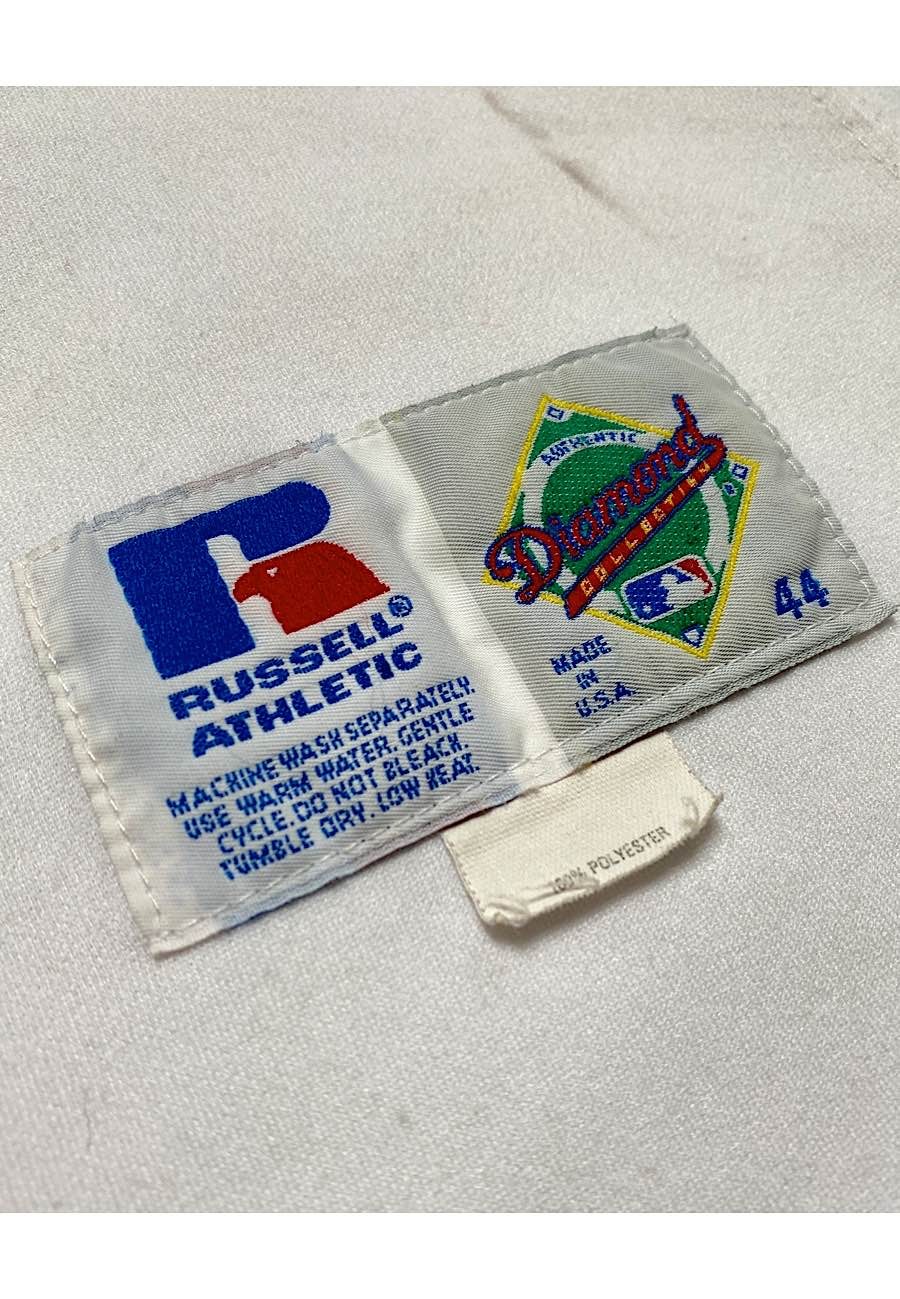 RUSSELL®
ATHLETIC
MACHINE WASH SEPARATELY.
USE WARM WATER. GENTLE
CYCLE. DO NOT BLEACH.
TUMBLE DRY. LOW HEAT.
AUTHENTIC
Diamond
COLLECTION
MADE
IN
U.S.A.
44
100% POLYESTER